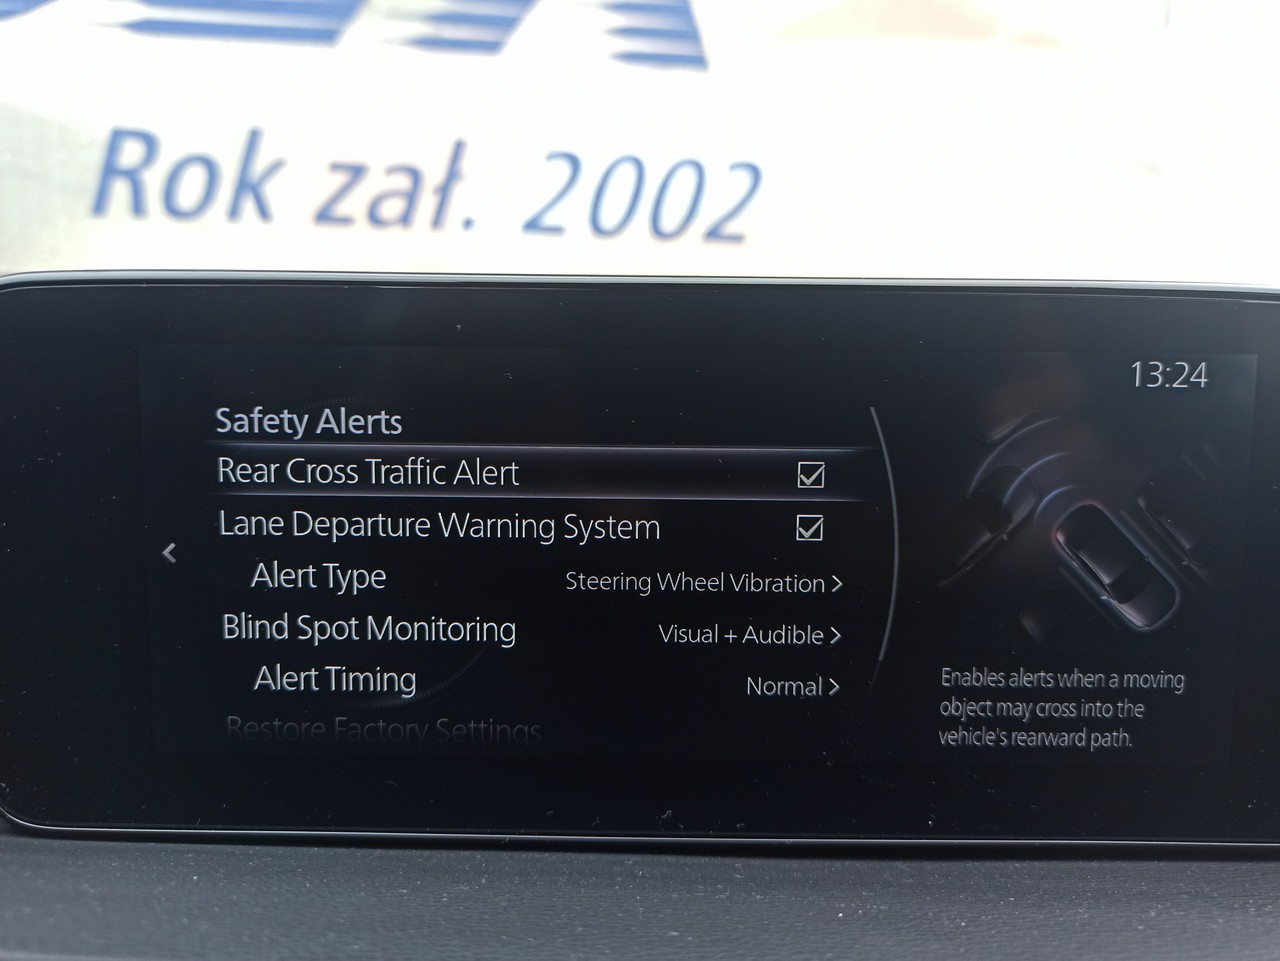 Rok zał. 2002
13:24
Safety Alerts
Rear Cross Traffic Alert
Lane Departure Warning System
Alert Type Steering Wheel Vibration >
Blind Spot Monitoring Visual + Audible >
Alert Timing Normal >
Restore Factory Settings
Enables alerts when a moving
object may cross into the
vehicle's rearward path.